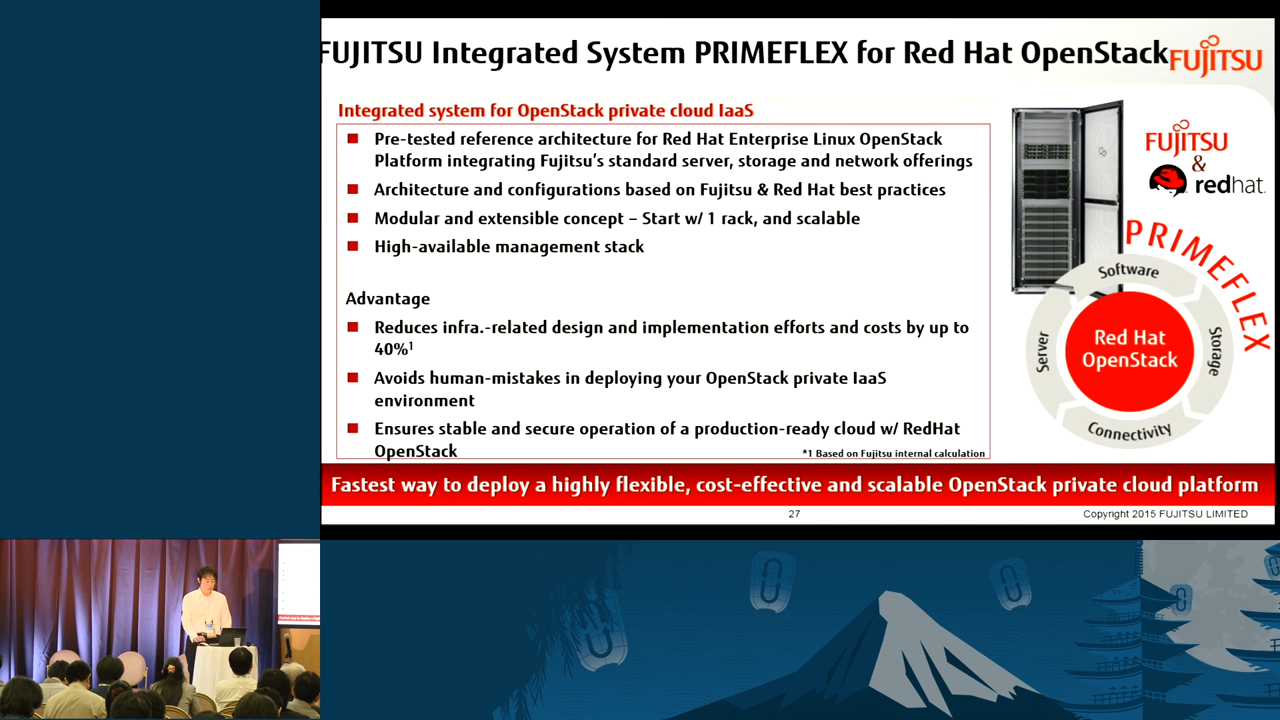 FUJITSU Integrated System PRIMEFLEX for Red Hat OpenStack
FUJITSU
Integrated system for OpenStack private cloud IaaS
Pre-tested reference architecture for Red Hat Enterprise Linux OpenStack
Platform integrating Fujitsu's standard server, storage and network offerings
Architecture and configurations based on Fujitsu & Red Hat best practices
Modular and extensible concept – Start w/ 1 rack, and scalable
High-available management stack
Advantage
Reduces infra.-related design and implementation efforts and costs by up to
40%1
Avoids human-mistakes in deploying your OpenStack private IaaS
environment
Ensures stable and secure operation of a production-ready cloud w/ RedHat
OpenStack
*1 Based on Fujitsu internal calculation
FUJITSU
&
redhat.
PRIMEFLEX
Software
Server
Red Hat
OpenStack
Storage
Connectivity
Fastest way to deploy a highly flexible, cost-effective and scalable OpenStack private cloud platform
27
Copyright 2015 FUJITSU LIMITED